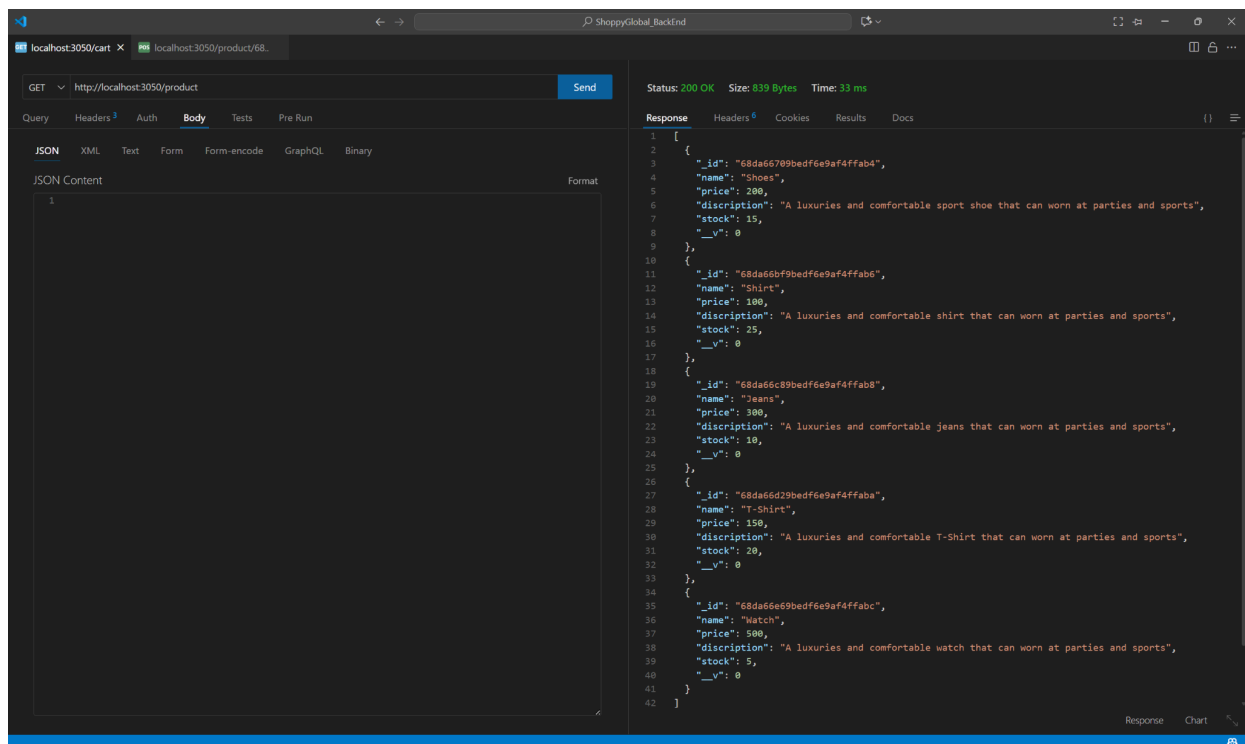 ShoppyGlobal_BackEnd
GET localhost:3050/cart
POS localhost:3050/product/68..
GET http://localhost:3050/product Send
Query Headers 3 Auth Body Tests Pre Run
JSON XML Text Form Form-encode GraphQL Binary
JSON Content Format
1
Status: 200 OK Size: 839 Bytes Time: 33 ms
Response Headers 6 Cookies Results Docs {}
1 [
2 {
3 "_id": "68da66709bedf6e9af4ffab4",
4 "name": "Shoes",
5 "price": 200,
6 "discription": "A luxuries and comfortable sport shoe that can worn at parties and sports",
7 "stock": 15,
8 "__v": 0
9 },
10 {
11 "_id": "68da66bf9bedf6e9af4ffab6",
12 "name": "Shirt",
13 "price": 100,
14 "discription": "A luxuries and comfortable shirt that can worn at parties and sports",
15 "stock": 25,
16 "__v": 0
17 },
18 {
19 "_id": "68da66c89bedf6e9af4ffab8",
20 "name": "Jeans",
21 "price": 300,
22 "discription": "A luxuries and comfortable jeans that can worn at parties and sports",
23 "stock": 10,
24 "__v": 0
25 },
26 {
27 "_id": "68da66d29bedf6e9af4ffaba",
28 "name": "T-Shirt",
29 "price": 150,
30 "discription": "A luxuries and comfortable T-Shirt that can worn at parties and sports",
31 "stock": 20,
32 "__v": 0
33 },
34 {
35 "_id": "68da66e69bedf6e9af4ffabc",
36 "name": "Watch",
37 "price": 500,
38 "discription": "A luxuries and comfortable watch that can worn at parties and sports",
39 "stock": 5,
40 "__v": 0
41 }
42 ]
Response Chart